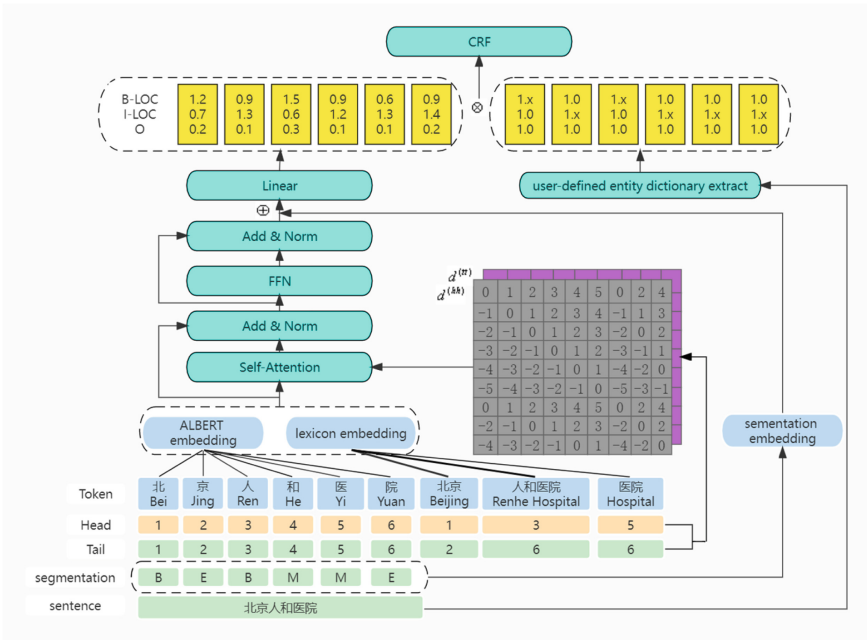 CRF
B-LOC 1.2 0.9 1.5 0.9 0.6 0.9 1.x 1.0 1.x 1.0 1.0 1.0
I-LOC 0.7 1.3 0.6 1.2 1.3 1.4 ⊗ 1.0 1.x 1.0 1.x 1.x 1.x
O 0.2 0.1 0.3 0.1 0.1 0.2 1.0 1.0 1.0 1.0 1.0 1.0
Linear
user-defined entity dictionary extract
⊕
Add & Norm
FFN
Add & Norm
Self-Attention
d(tt)
d(hh)
0 1 2 3 4 5 0 2 4
-1 0 1 2 3 4 -1 1 3
-2 -1 0 1 2 3 -2 0 2
-3 -2 -1 0 1 2 -3 -1 1
-4 -3 -2 -1 0 1 -4 -2 0
-5 -4 -3 -2 -1 0 -5 -3 -1
0 1 2 3 4 5 0 2 4
-2 -1 0 1 2 3 -2 0 2
-4 -3 -2 -1 0 1 -4 -2 0
ALBERT
embedding
lexicon embedding
sementation
embedding
Token
北 京 人 和 医 院 北京 人和医院 医院
Bei Jing Ren He Yi Yuan Beijing Renhe Hospital Hospital
Head 1 2 3 4 5 6 1 3 5
Tail 1 2 3 4 5 6 2 6 6
segmentation B E B M M E
sentence 北京人和医院